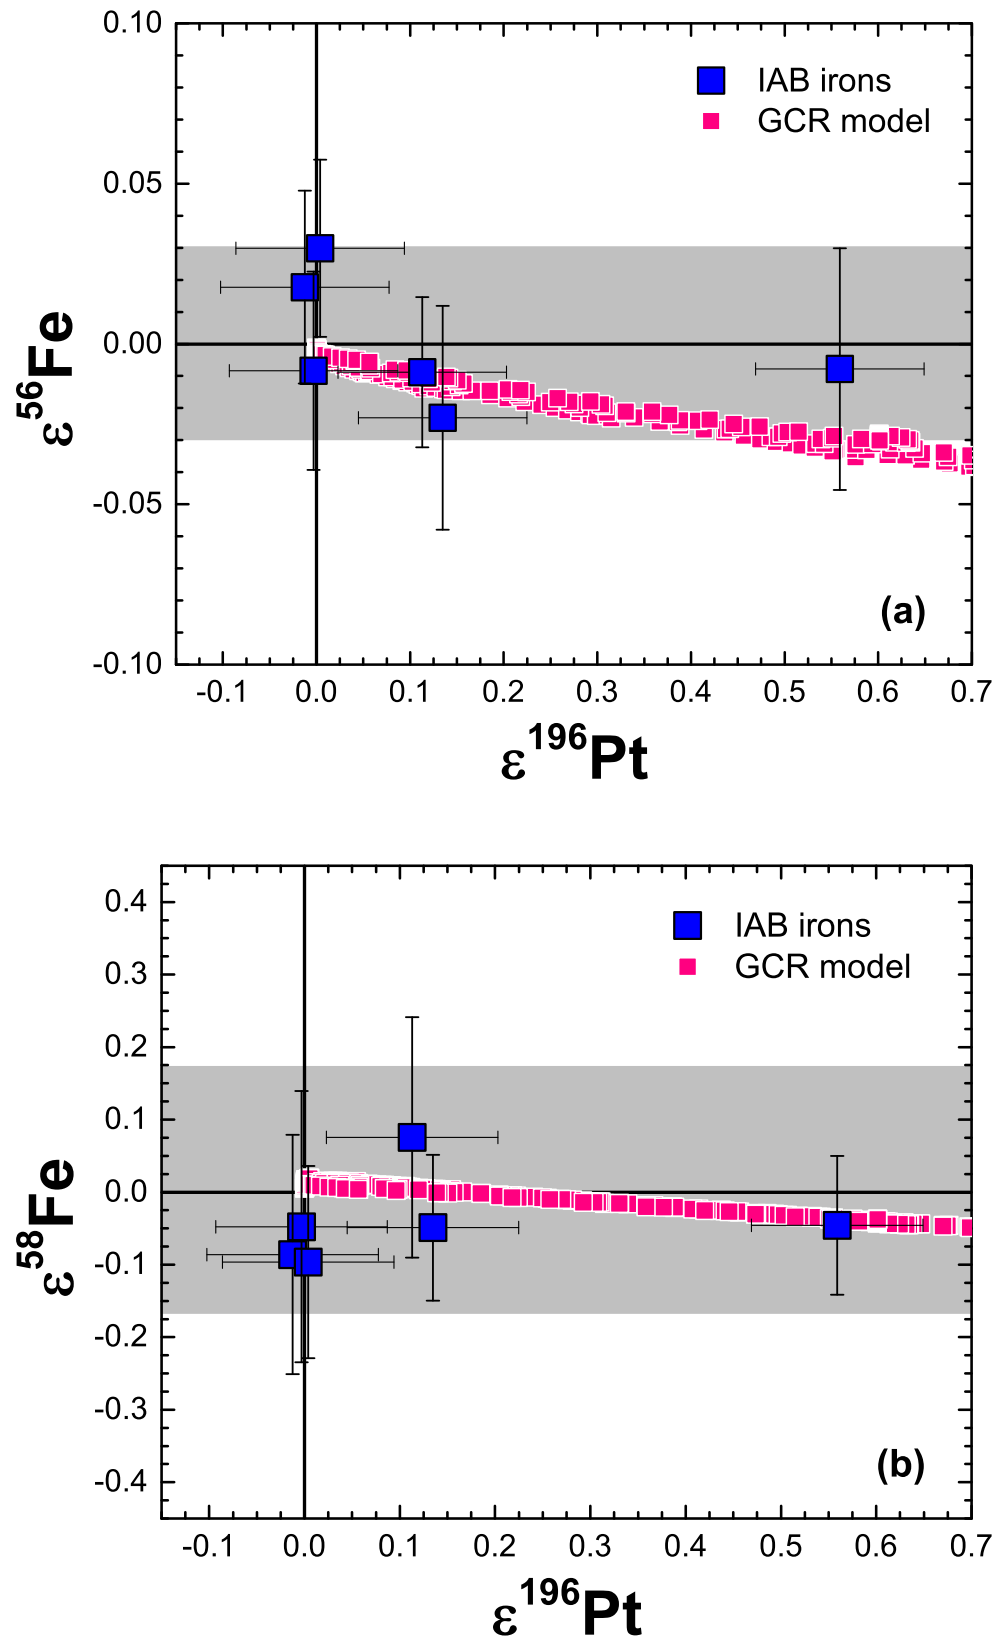 0.10
IAB irons
GCR model
0.05
0.00
-0.05
(a)
-0.10
-0.1 0.0 0.1 0.2 0.3 0.4 0.5 0.6 0.7
ε56Fe
ε196Pt
0.4
IAB irons
GCR model
0.3
0.2
0.1
0.0
-0.1
-0.2
-0.3
(b)
-0.4
-0.1 0.0 0.1 0.2 0.3 0.4 0.5 0.6 0.7
ε58Fe
ε196Pt